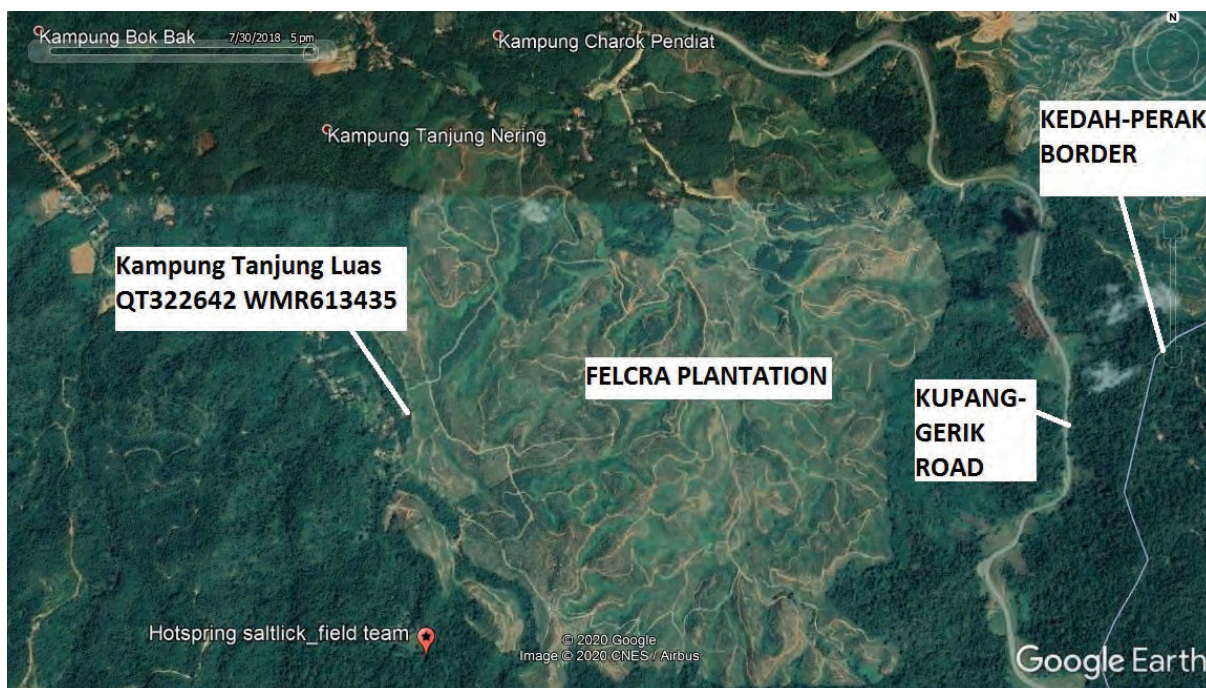 Kampung Bok Bak
7/30/2018 5 pm
Kampung Charok Pendiat
N
Kampung Tanjung Nering
KEDAH-PERAK
BORDER
Kampung Tanjung Luas
QT322642 WMR613435
FELCRA PLANTATION
KUPANG-
GERIK
ROAD
Hotspring saltlick_field team
© 2020 Google
Image © 2020 CNES / Airbus
Google Earth